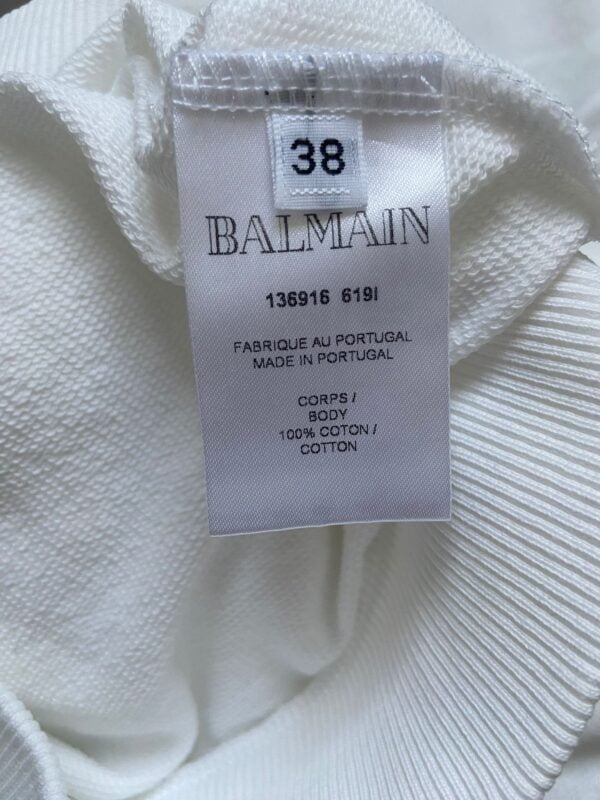 38
BALMAIN
136916 619I
FABRIQUE AU PORTUGAL
MADE IN PORTUGAL
CORPS /
BODY
100% COTON /
COTTON